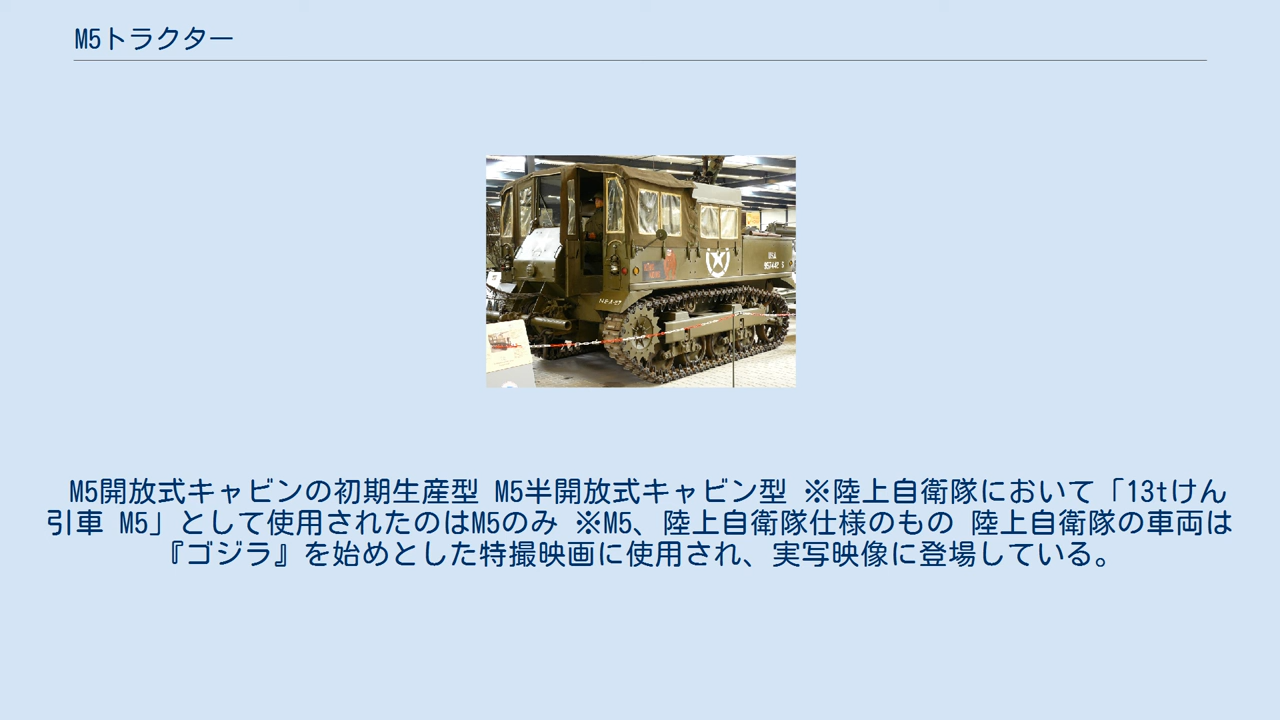 M5トラクター
USA
957442 S
M5開放式キャビンの初期生産型 M5半開放式キャビン型 ※陸上自衛隊において「13tけん
引車 M5」として使用されたのはM5のみ ※M5、陸上自衛隊仕様のもの 陸上自衛隊の車両は
『ゴジラ』を始めとした特撮映画に使用され、実写映像に登場している。